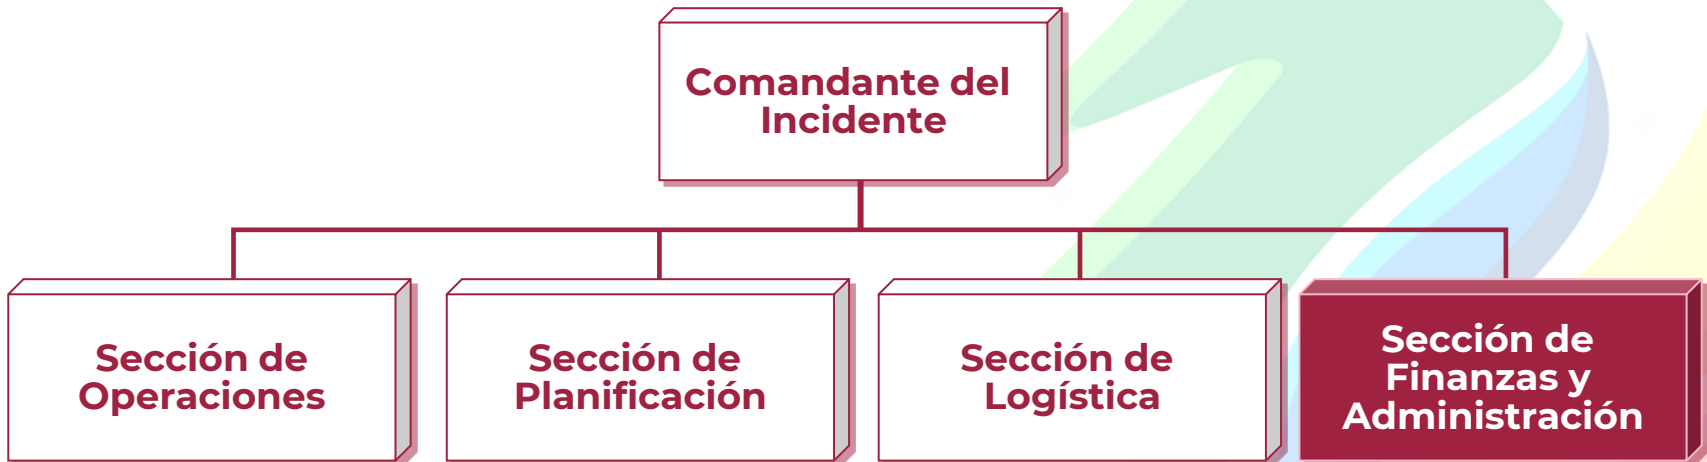 Comandante del
Incidente
Sección de
Operaciones
Sección de
Planificación
Sección de
Logística
Sección de
Finanzas y
Administración